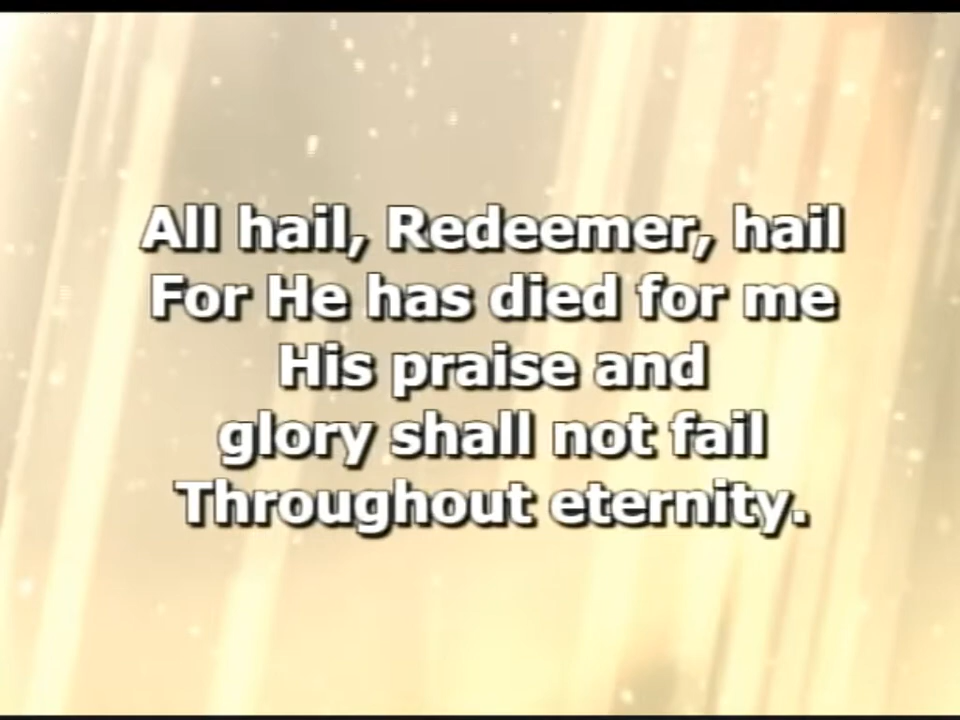 All hail, Redeemer, hail
For He has died for me
His praise and
glory shall not fail
Throughout eternity.